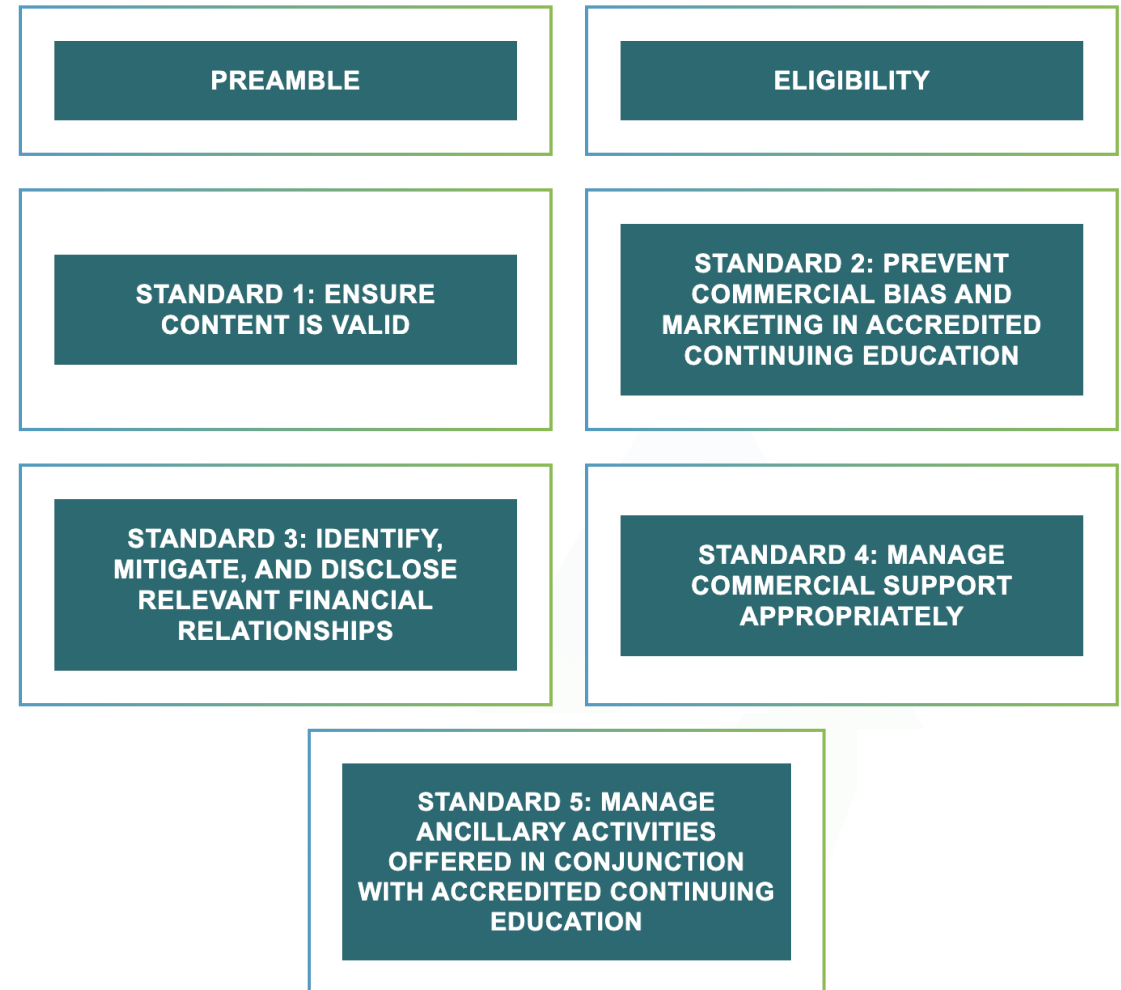 PREAMBLE
ELIGIBILITY
STANDARD 1: ENSURE
CONTENT IS VALID
STANDARD 2: PREVENT
COMMERCIAL BIAS AND
MARKETING IN ACCREDITED
CONTINUING EDUCATION
STANDARD 3: IDENTIFY,
MITIGATE, AND DISCLOSE
RELEVANT FINANCIAL
RELATIONSHIPS
STANDARD 4: MANAGE
COMMERCIAL SUPPORT
APPROPRIATELY
STANDARD 5: MANAGE
ANCILLARY ACTIVITIES
OFFERED IN CONJUNCTION
WITH ACCREDITED CONTINUING
EDUCATION